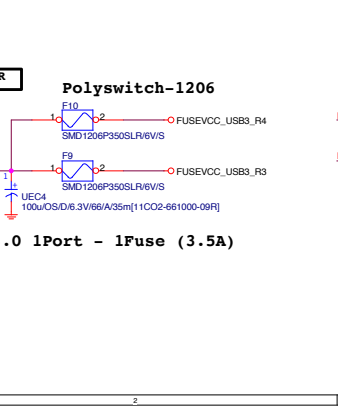 R
Polyswitch-1206
F10
1 2
FUSEVCC_USB3_R4
SMD1206P350SLR/6V/S
F9
1 2
FUSEVCC_USB3_R3
SMD1206P350SLR/6V/S
1
+
UEC4
100u/OS/D/6.3V/66/A/35m[11CO2-661000-09R]
.0 1Port - 1Fuse (3.5A)
2